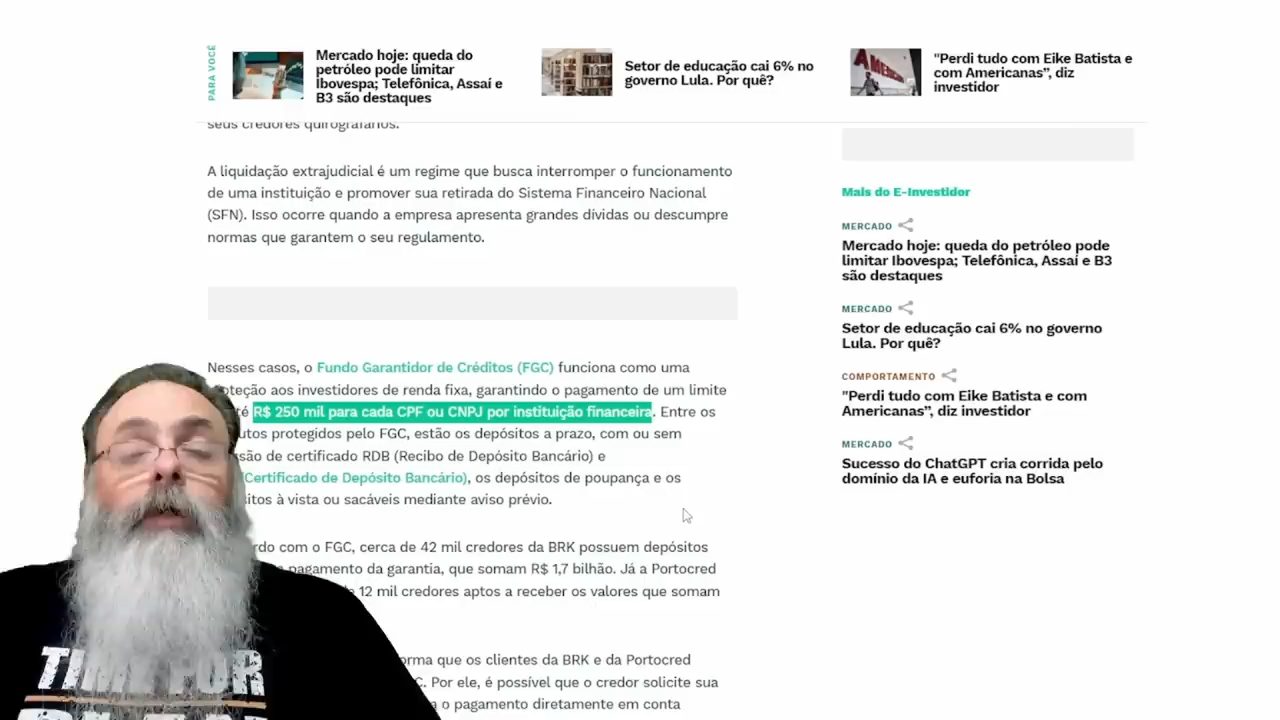 PARA VOCÊ
Mercado hoje: queda do
petróleo pode limitar
Ibovespa; Telefônica, Assaí e
B3 são destaques
Setor de educação cai 6% no
governo Lula. Por quê?
"Perdi tudo com Eike Batista e
com Americanas”, diz
investidor
seus credores quirografários.
A liquidação extrajudicial é um regime que busca interromper o funcionamento
de uma instituição e promover sua retirada do Sistema Financeiro Nacional
(SFN). Isso ocorre quando a empresa apresenta grandes dívidas ou descumpre
normas que garantem o seu regulamento.
Nesses casos, o Fundo Garantidor de Créditos (FGC) funciona como uma
aos investidores de renda fixa, garantindo o pagamento de um limite
R$ 250 mil para cada CPF ou CNPJ por instituição financeira. Entre os
protegidos pelo FGC, estão os depósitos a prazo, com ou sem
de certificado RDB (Recibo de Depósito Bancário) e
Certificado de Depósito Bancário), os depósitos de poupança e os
à vista ou sacáveis mediante aviso prévio.
com o FGC, cerca de 42 mil credores da BRK possuem depósitos
pagamento da garantia, que somam R$ 1,7 bilhão. Já a Portocred
12 mil credores aptos a receber os valores que somam
que os clientes da BRK e da Portocred
Por ele, é possível que o credor solicite sua
o pagamento diretamente em conta
Mais do E-Investidor
MERCADO
Mercado hoje: queda do petróleo pode
limitar Ibovespa; Telefônica, Assaí e B3
são destaques
MERCADO
Setor de educação cai 6% no governo
Lula. Por quê?
COMPORTAMENTO
"Perdi tudo com Eike Batista e com
Americanas”, diz investidor
MERCADO
Sucesso do ChatGPT cria corrida pelo
domínio da IA e euforia na Bolsa
TIME FOR